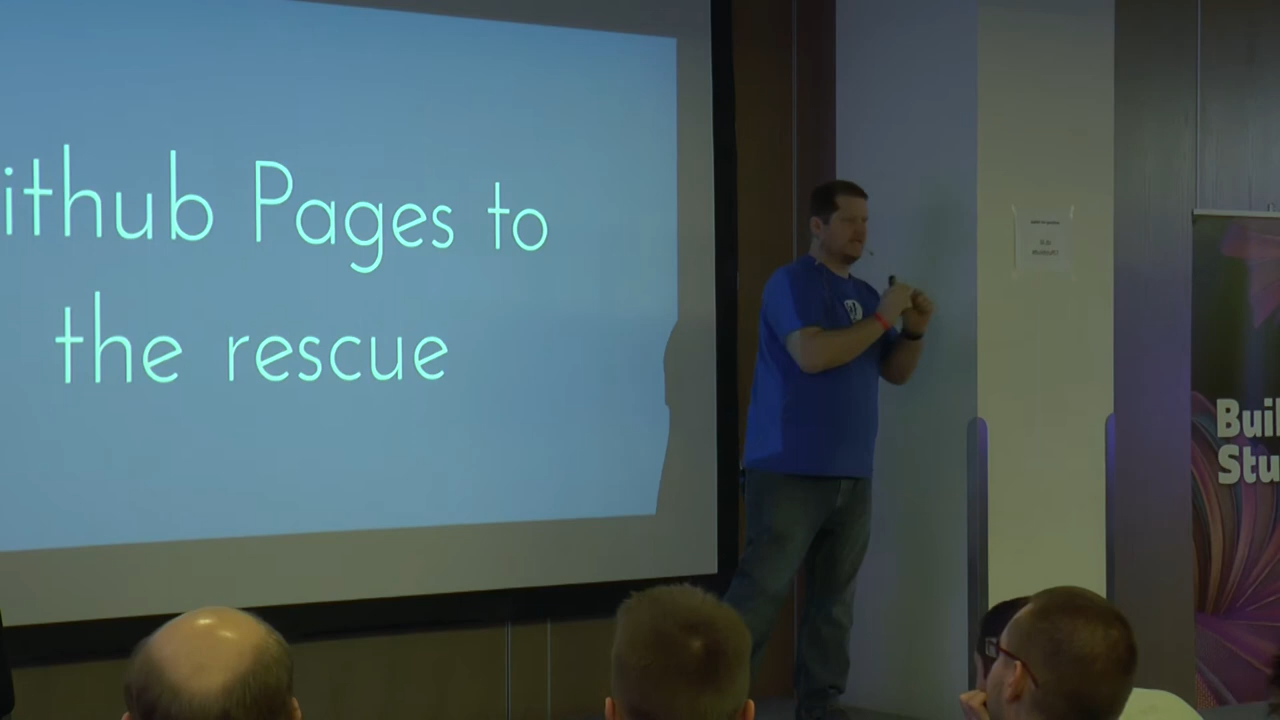 ithub Pages to
the rescue
Buil
Stu